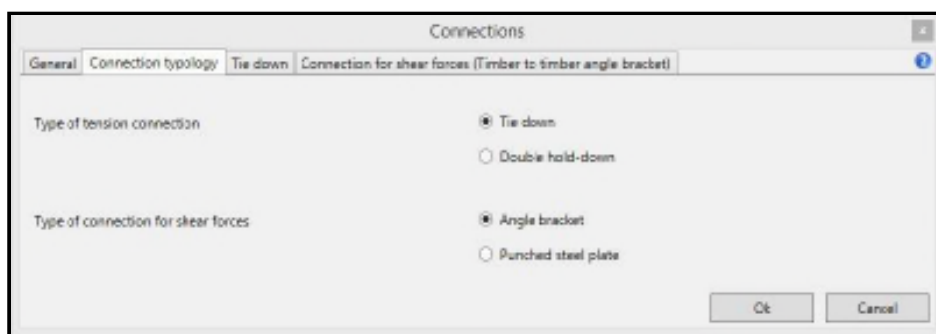 Connections
General Connection typology Tie down Connection for shear forces (Timber to timber angle bracket)
Type of tension connection
Tie down
Double hold-down
Type of connection for shear forces
Angle bracket
Punched steel plate
Ok Cancel